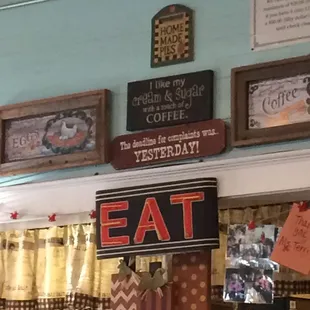 HOME
MADE
PIES
I LIKE MY
cream & sugar
with a touch of
COFFEE.
EGGS
Coffee
The deadline for complaints was
YESTERDAY!
EAT